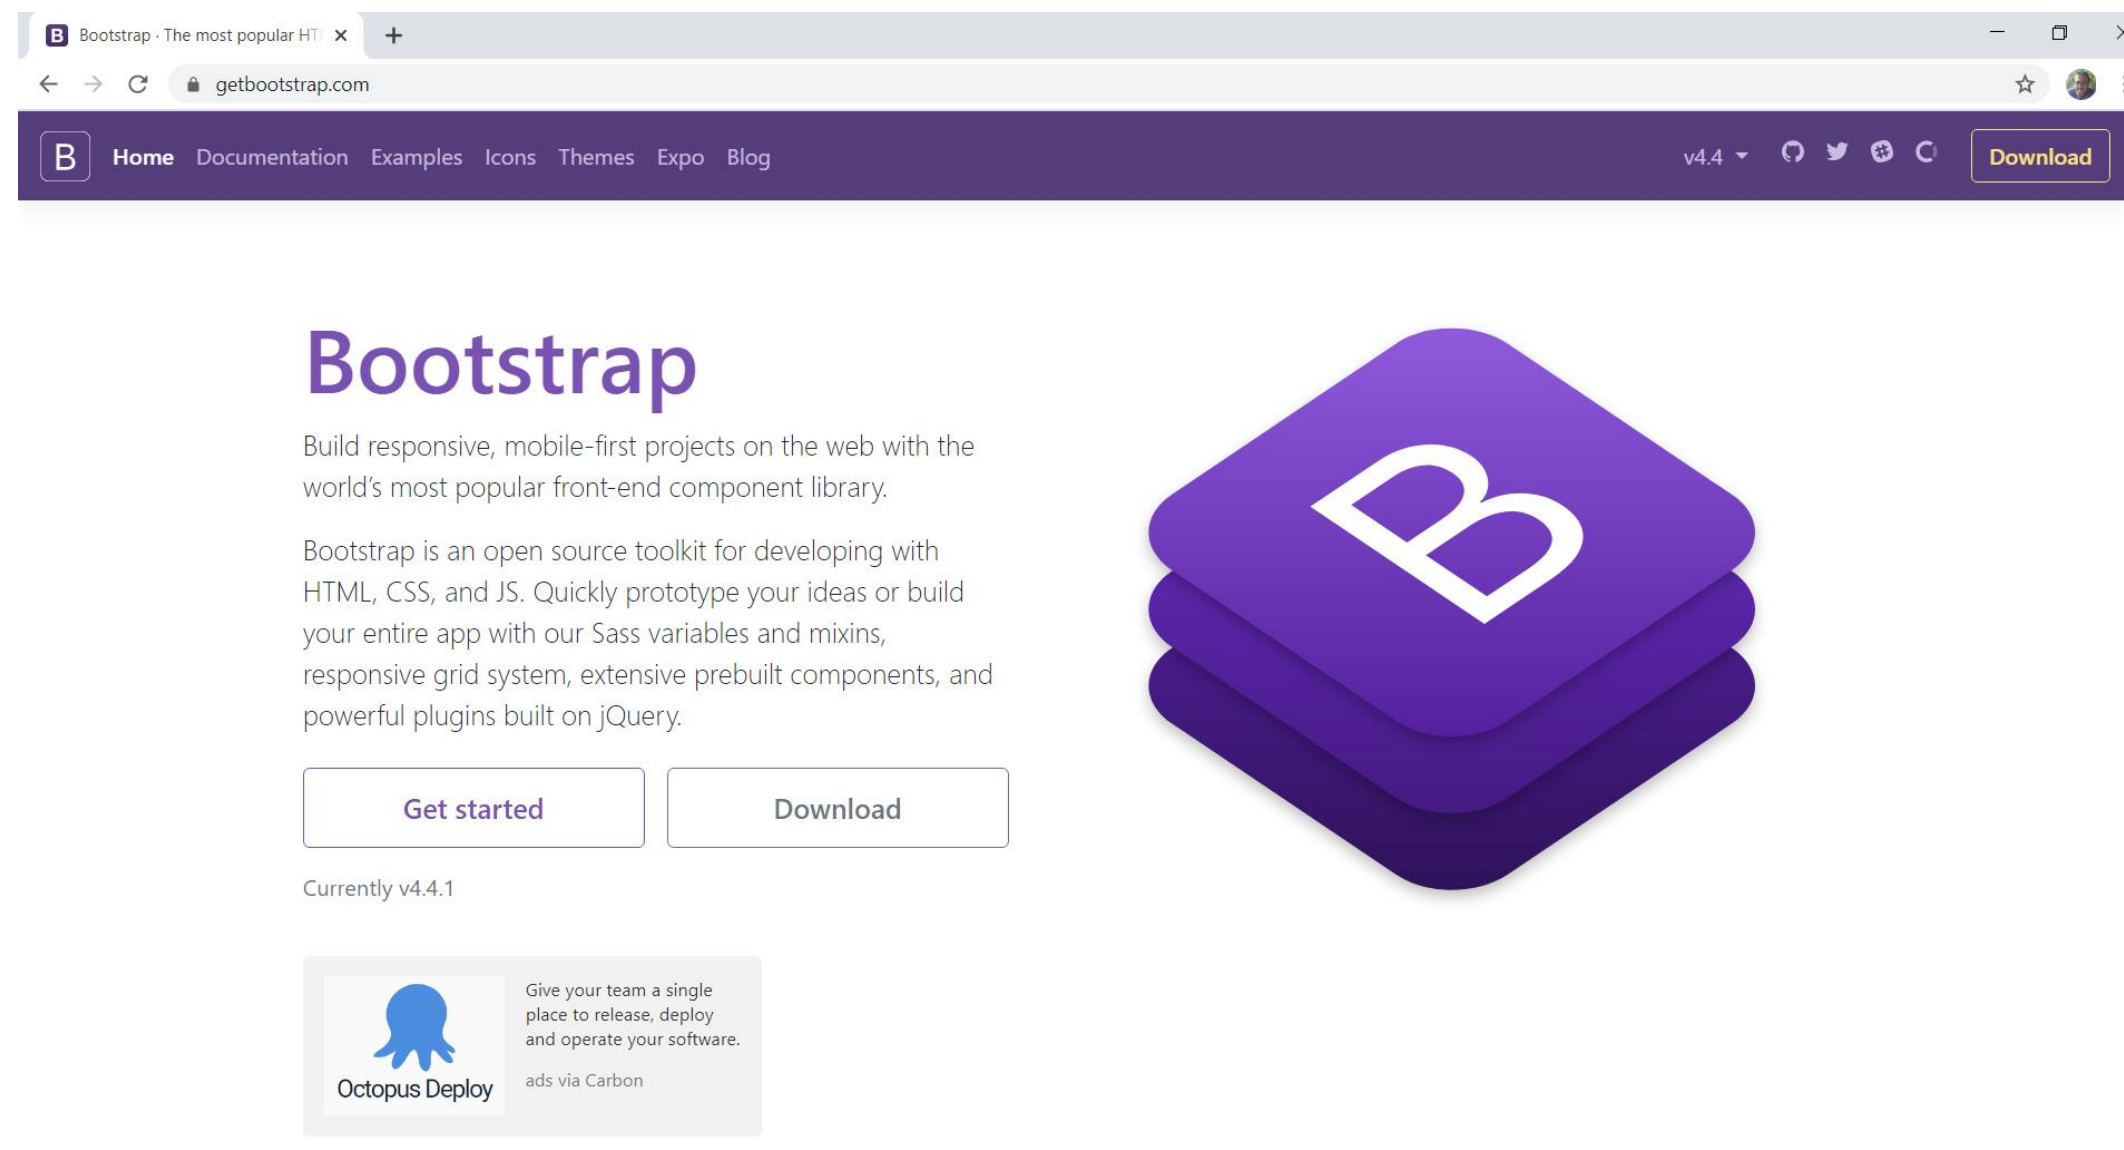 Bootstrap · The most popular HT
getbootstrap.com
B Home Documentation Examples Icons Themes Expo Blog v4.4 Download
Bootstrap
Build responsive, mobile-first projects on the web with the
world's most popular front-end component library.
Bootstrap is an open source toolkit for developing with
HTML, CSS, and JS. Quickly prototype your ideas or build
your entire app with our Sass variables and mixins,
responsive grid system, extensive prebuilt components, and
powerful plugins built on jQuery.
B
Get started Download
Currently v4.4.1
Give your team a single
place to release, deploy
and operate your software.
Octopus Deploy
ads via Carbon